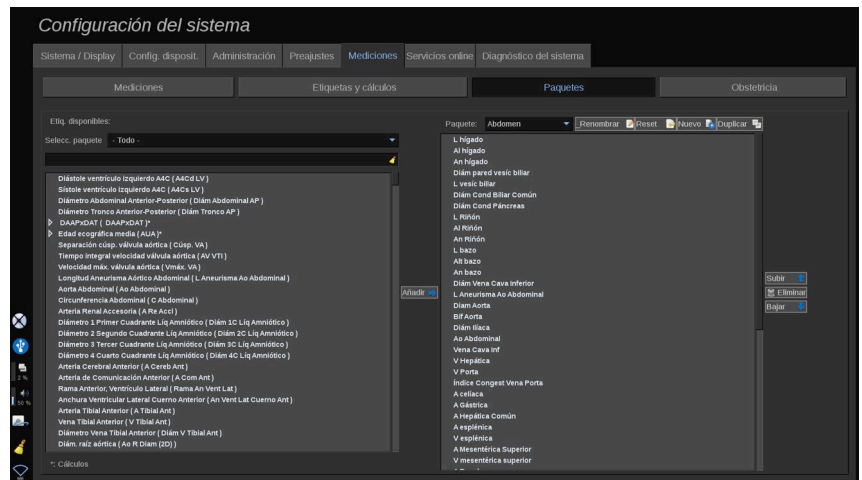 Configuración del sistema
Sistema / Display
Config. disposit.
Administración
Preajustes
Mediciones
Servicios online
Diagnóstico del sistema
Mediciones
Etiquetas y cálculos
Paquetes
Obstetricia
Etiq. disponibles:
Selecc. paquete - Todo -
Diástole ventrículo izquierdo A4C ( A4Cd LV )
Sístole ventrículo izquierdo A4C ( A4Cs LV )
Diámetro Abdominal Anterior-Posterior ( Diám Abdominal AP )
Diámetro Tronco Anterior-Posterior ( Diám Tronco AP )
DAAPxDAT ( DAAPxDAT )*
Edad ecográfica media ( AUA )*
Separación cúsp. válvula aórtica ( Cúsp. VA )
Tiempo integral velocidad válvula aórtica ( AV VTI )
Velocidad máx. válvula aórtica ( Vmáx. VA )
Longitud Aneurisma Aórtico Abdominal ( L Aneurisma Ao Abdominal )
Aorta Abdominal ( Ao Abdominal )
Circunferencia Abdominal ( C Abdominal )
Arteria Renal Accesoria ( A Re Accl )
Diámetro 1 Primer Cuadrante Líq Amniótico ( Diám 1C Líq Amniótico )
Diámetro 2 Segundo Cuadrante Líq Amniótico ( Diám 2C Líq Amniótico )
Diámetro 3 Tercer Cuadrante Líq Amniótico ( Diám 3C Líq Amniótico )
Diámetro 4 Cuarto Cuadrante Líq Amniótico ( Diám 4C Líq Amniótico )
Arteria Cerebral Anterior ( A Cereb Ant )
Arteria de Comunicación Anterior ( A Com Ant )
Rama Anterior, Ventrículo Lateral ( Rama An Vent Lat )
Anchura Ventricular Lateral Cuerno Anterior ( An Vent Lat Cuerno Ant )
Arteria Tibial Ant ( A Tibial Ant )
Vena Tibial Anterior ( V Tibial Ant )
Diámetro Vena Tibial Anterior ( Diám V Tibial Ant )
Diám. raíz aórtica ( Ao R Diam (2D) )
*: Cálculos
Añadir
Paquete: Abdomen
Renombrar
Reset
Nuevo
Duplicar
L hígado
Al hígado
An hígado
Diám pared vesíc biliar
L vesíc biliar
Diám Cond Biliar Común
Diám Cond Páncreas
L Riñón
Al Riñón
An Riñón
L bazo
Alt bazo
An bazo
Diám Vena Cava Inferior
L Aneurisma Ao Abdominal
Diam Aorta
Bif Aorta
Diám Ilíaca
Ao Abdominal
Vena Cava Inf
V Hepática
V Porta
Índice Congest Vena Porta
A celíaca
A Gástrica
A Hepática Común
A esplénica
V esplénica
A Mesentérica Superior
V mesentérica superior
Subir
Eliminar
Bajar
2 %
50 %